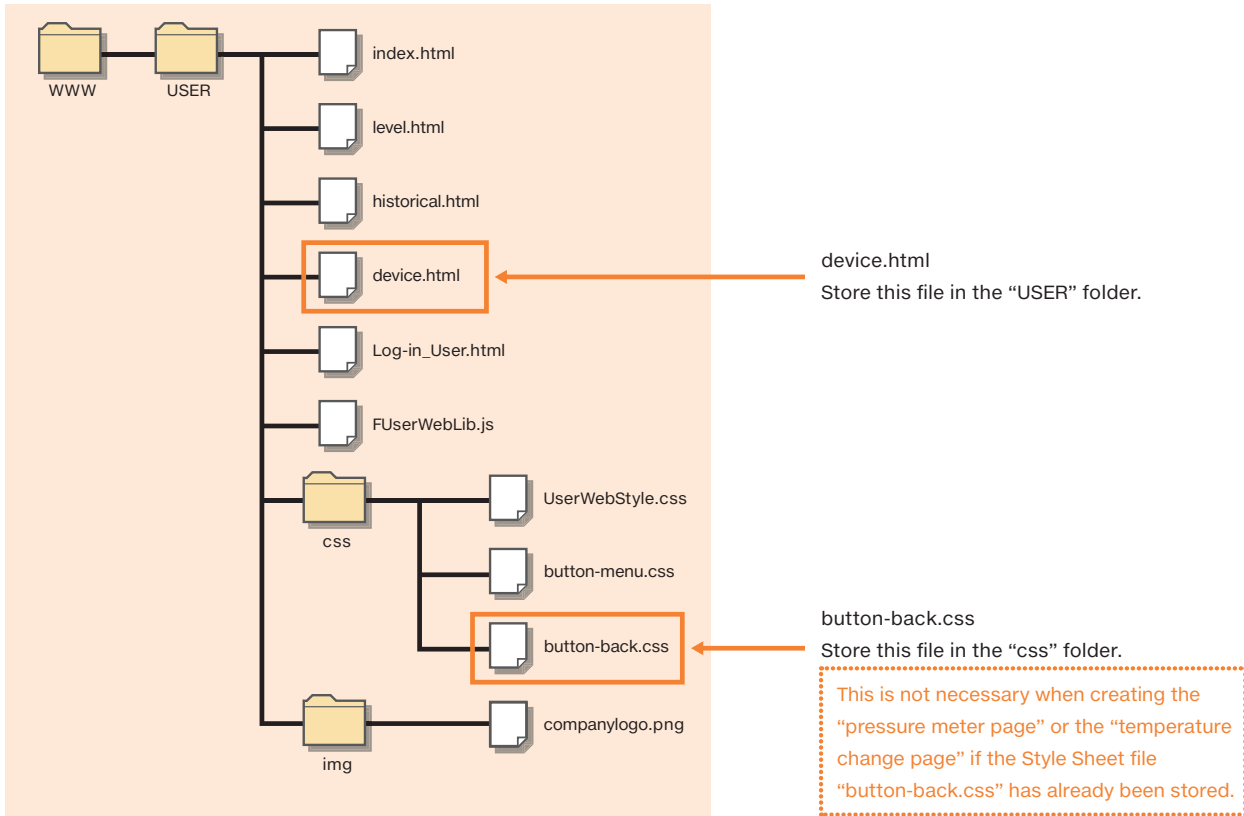 index.html
WWW
USER
level.html
historical.html
device.html
device.html
Store this file in the “USER” folder.
Log-in_User.html
FUserWebLib.js
UserWebStyle.css
css
button-menu.css
button-back.css
button-back.css
Store this file in the “css” folder.
This is not necessary when creating the
“pressure meter page” or the “temperature
change page” if the Style Sheet file
“button-back.css” has already been stored.
companylogo.png
img